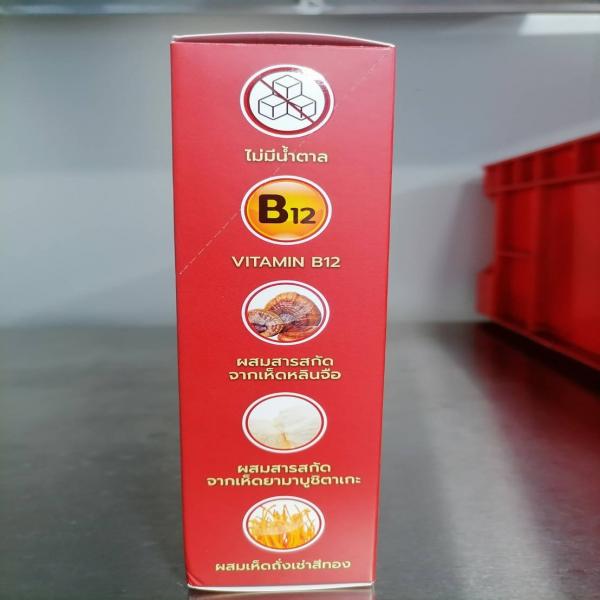 ไม่มีน้ำตาล
B12
VITAMIN B12
ผสมสารสกัด
จากเห็ดหลินจือ
ผสมสารสกัด
จากเห็ดยามาบูชิตาเกะ
ผสมเห็ดถั่งเช่าสีทอง